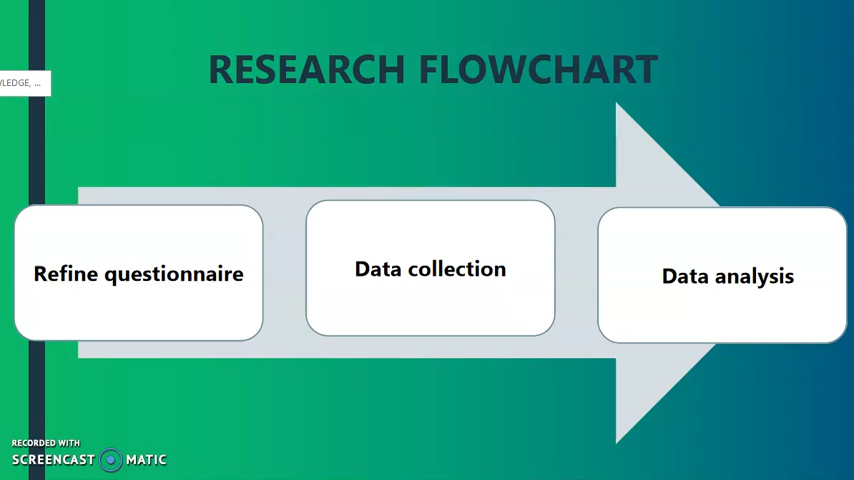 RESEARCH FLOWCHART
LEDGE, ...
Refine questionnaire
Data collection
Data analysis
RECORDED WITH
SCREENCAST MATIC